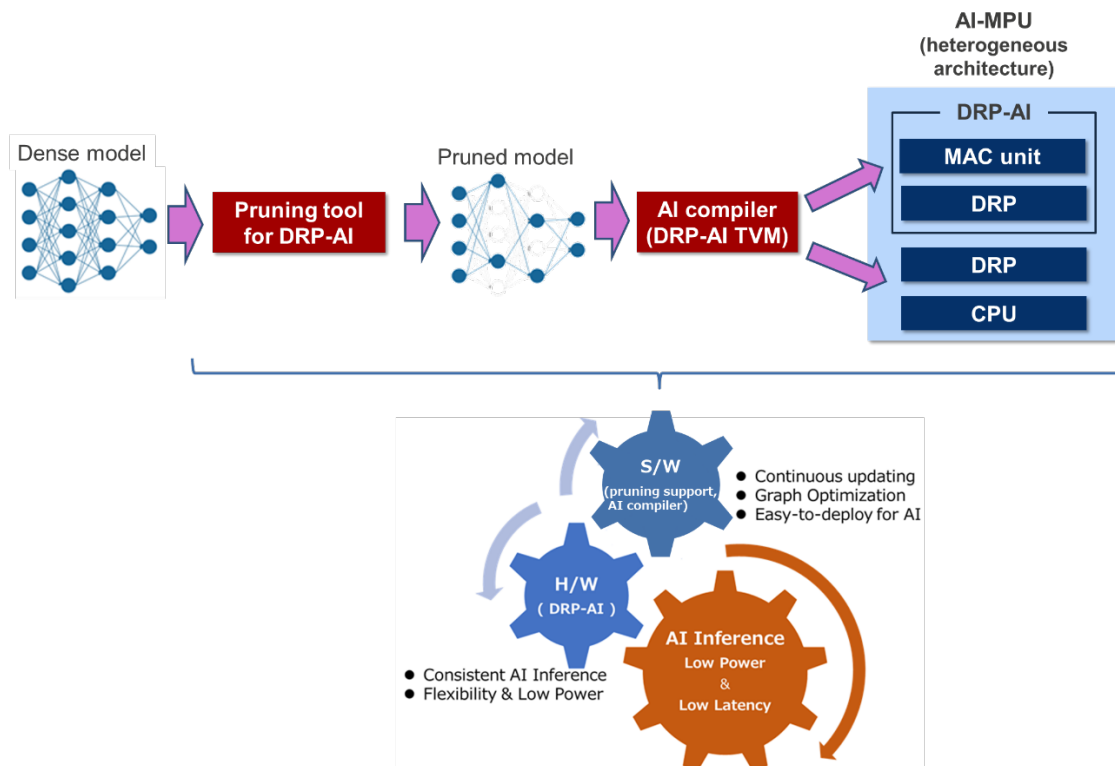 AI-MPU
(heterogeneous
architecture)
DRP-AI
MAC unit
DRP
DRP
CPU
Dense model
Pruning tool
for DRP-AI
Pruned model
AI compiler
(DRP-AI TVM)
S/W
(pruning support,
AI compiler)
● Continuous updating
● Graph Optimization
● Easy-to-deploy for AI
H/W
( DRP-AI )
● Consistent AI Inference
● Flexibility & Low Power
AI Inference
Low Power
&
Low Latency